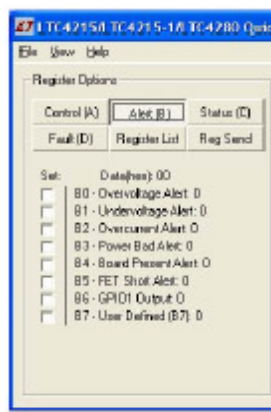 LTC4215/LTC4215-1/LTC4280 Quic
File View Help
Register Options
Control (A) Alert (B) Status (C)
Fault (D) Register List Reg Send
Set: Data(hex): 00
B0 - Overvoltage Alert: 0
B1 - Undervoltage Alert: 0
B2 - Overcurrent Alert: 0
B3 - Power Bad Alert: 0
B4 - Board Present Alert: 0
B5 - FET Short Alert: 0
B6 - GPIO1 Output: 0
B7 - User Defined (B7): 0